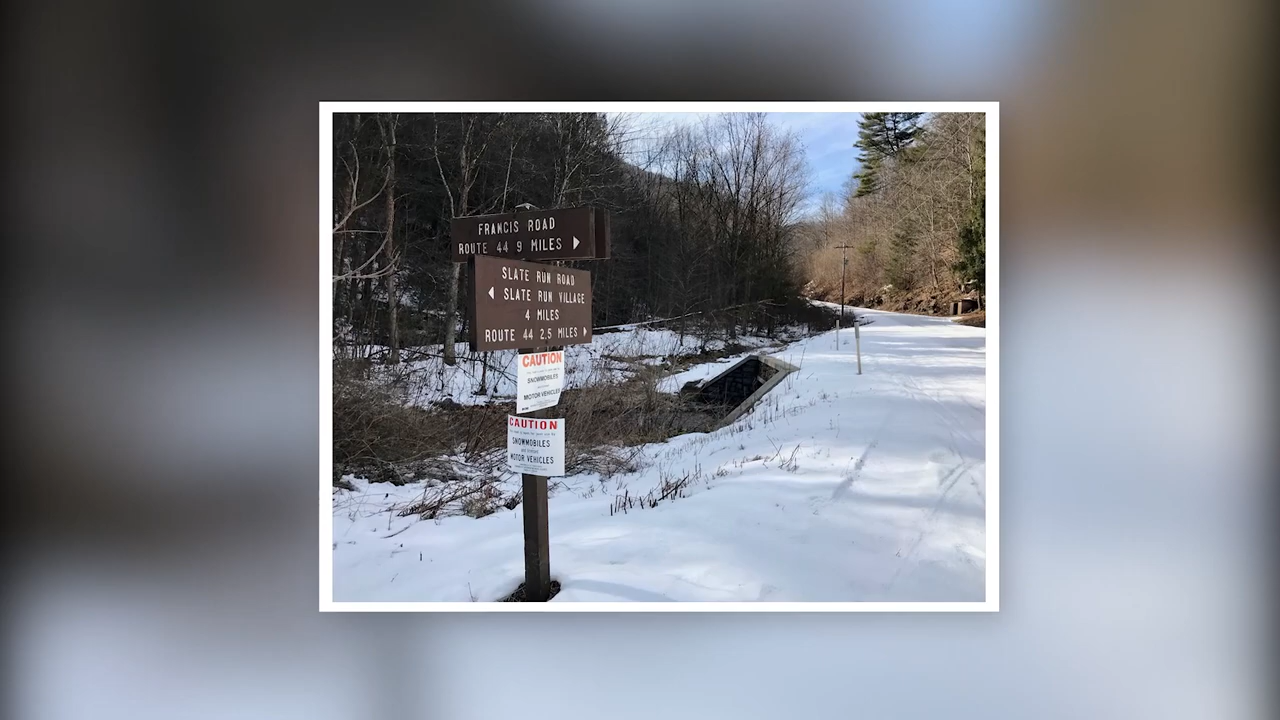 FRANCIS ROAD
ROUTE 44 9 MILES
SLATE RUN ROAD
SLATE RUN VILLAGE
4 MILES
ROUTE 44 2.5 MILES
CAUTION
SNOWMOBILES
MOTOR VEHICLES
CAUTION
SNOWMOBILES
MOTOR VEHICLES